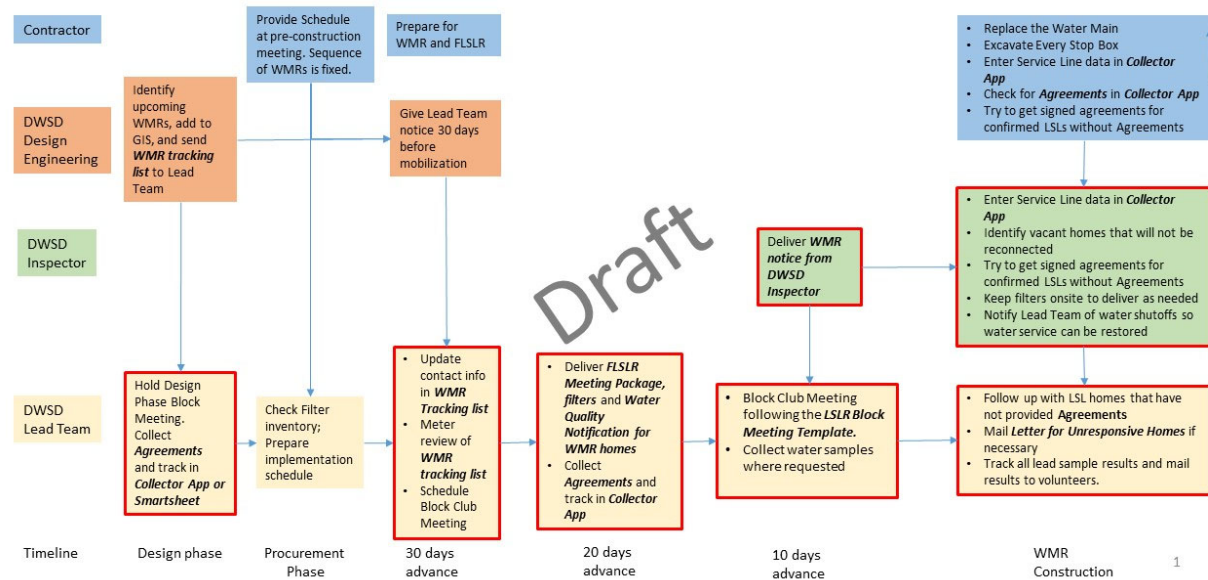 Contractor
Provide Schedule
at pre-construction
meeting. Sequence
of WMRs is fixed.
Prepare for
WMR and FLSLR
• Replace the Water Main
• Excavate Every Stop Box
• Enter Service Line data in Collector
App
• Check for Agreements in Collector App
• Try to get signed agreements for
confirmed LSLs without Agreements
DWSD
Design
Engineering
Identify
upcoming
WMRs, add to
GIS, and send
WMR tracking
list to Lead
Team
Give Lead Team
notice 30 days
before
mobilization
DWSD
Inspector
Deliver WMR
notice from
DWSD
Inspector
• Enter Service Line data in Collector
App
• Identify vacant homes that will not be
reconnected
• Try to get signed agreements for
confirmed LSLs without Agreements
• Keep filters onsite to deliver as needed
• Notify Lead Team of water shutoffs so
water service can be restored
Draft
DWSD
Lead Team
Hold Design
Phase Block
Meeting.
Collect
Agreements
and track in
Collector App or
Smartsheet
Check Filter
inventory;
Prepare
implementation
schedule
• Update
contact info
in WMR
Tracking list
• Meter
review of
WMR
tracking list
• Schedule
Block Club
Meeting
• Deliver FLSLR
Meeting Package,
filters and Water
Quality
Notification for
WMR homes
• Collect
Agreements and
track in Collector
App
• Block Club Meeting
following the LSLR Block
Meeting Template.
• Collect water samples
where requested
• Follow up with LSL homes that have
not provided Agreements
• Mail Letter for Unresponsive Homes if
necessary
• Track all lead sample results and mail
results to volunteers.
Timeline
Design phase
Procurement
Phase
30 days
advance
20 days
advance
10 days
advance
WMR
Construction
1